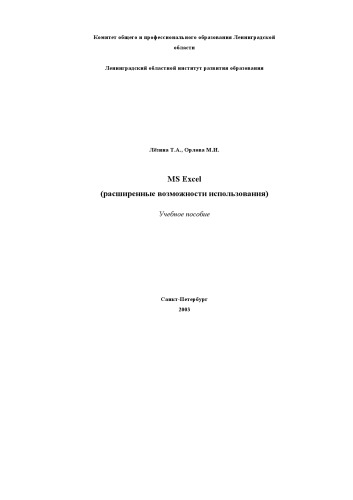 Комитет общего и профессионального образования Ленинградской
области
Ленинградский областной институт развития образования
Лёзина Т.А., Орлова М.И.
MS Excel
(расширенные возможности использования)
Учебное пособие
Санкт-Петербург
2003